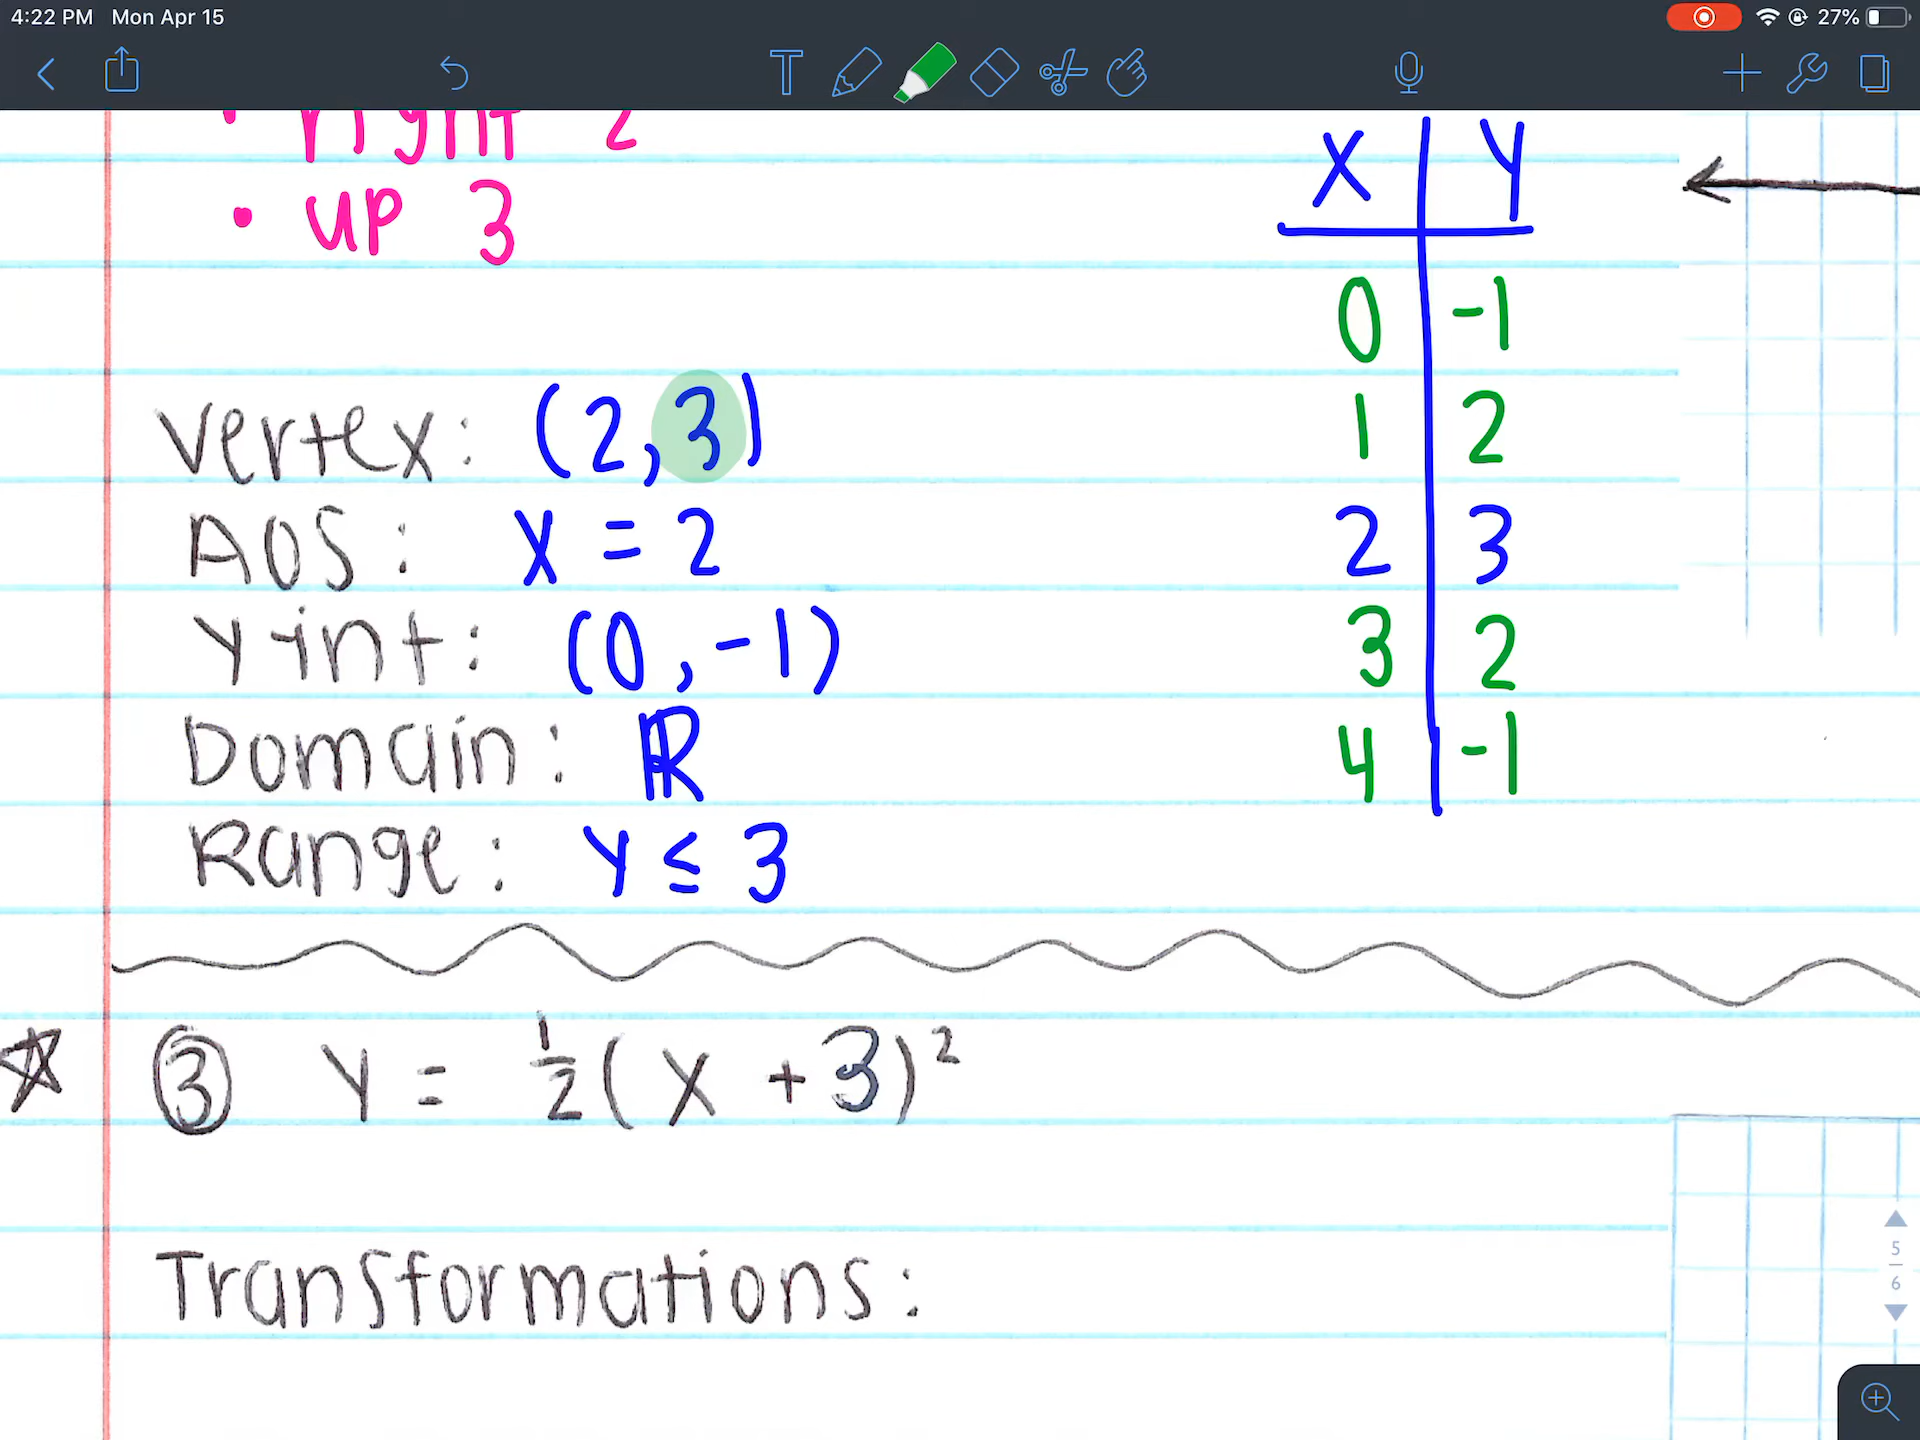 4:22 PM Mon Apr 15
27%
T
• right 2
• up 3
X Y
0 -1
1 2
2 3
3 2
4 -1
Vertex: (2, 3)
AOS: X = 2
Y-int: (0, -1)
Domain: ℝ
Range: Y ≤ 3
③ Y = ½(X + 3)²
Transformations:
5
6